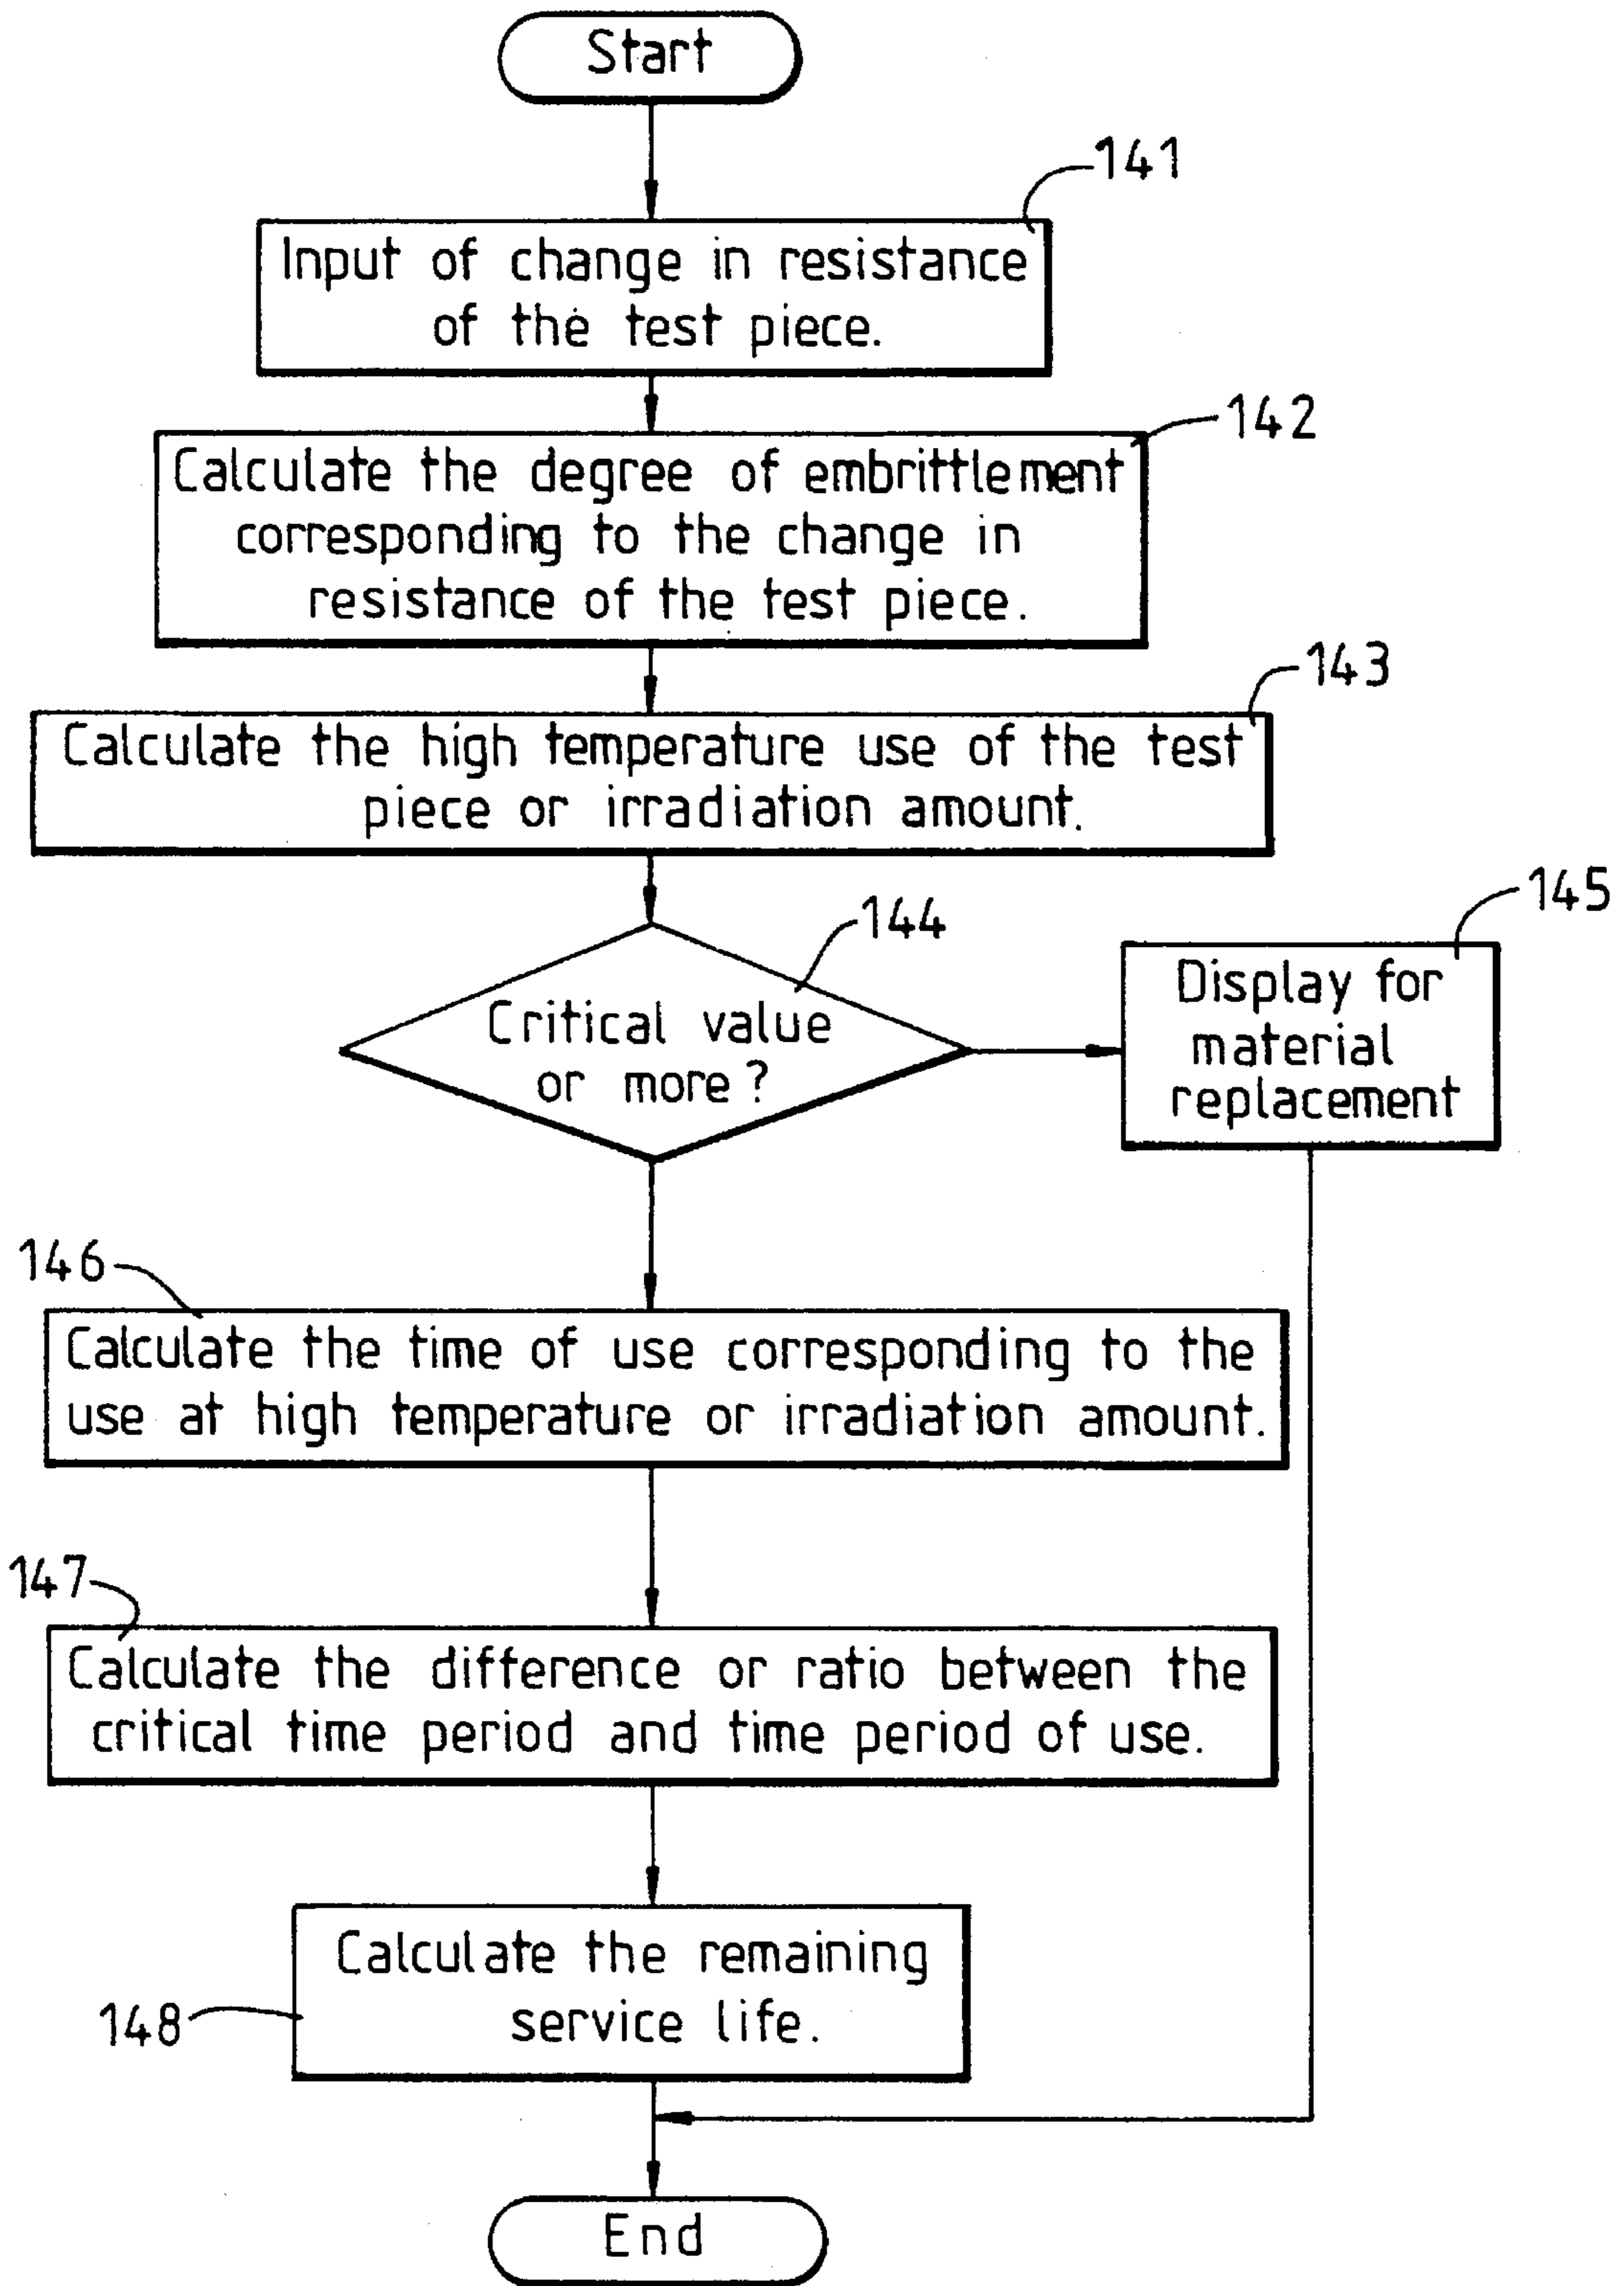 Start
141
Input of change in resistance
of the test piece.
142
Calculate the degree of embrittlement
corresponding to the change in
resistance of the test piece.
143
Calculate the high temperature use of the test
piece or irradiation amount.
144
Critical value
or more?
145
Display for
material
replacement
146
Calculate the time of use corresponding to the
use at high temperature or irradiation amount.
147
Calculate the difference or ratio between the
critical time period and time period of use.
148
Calculate the remaining
service life.
End